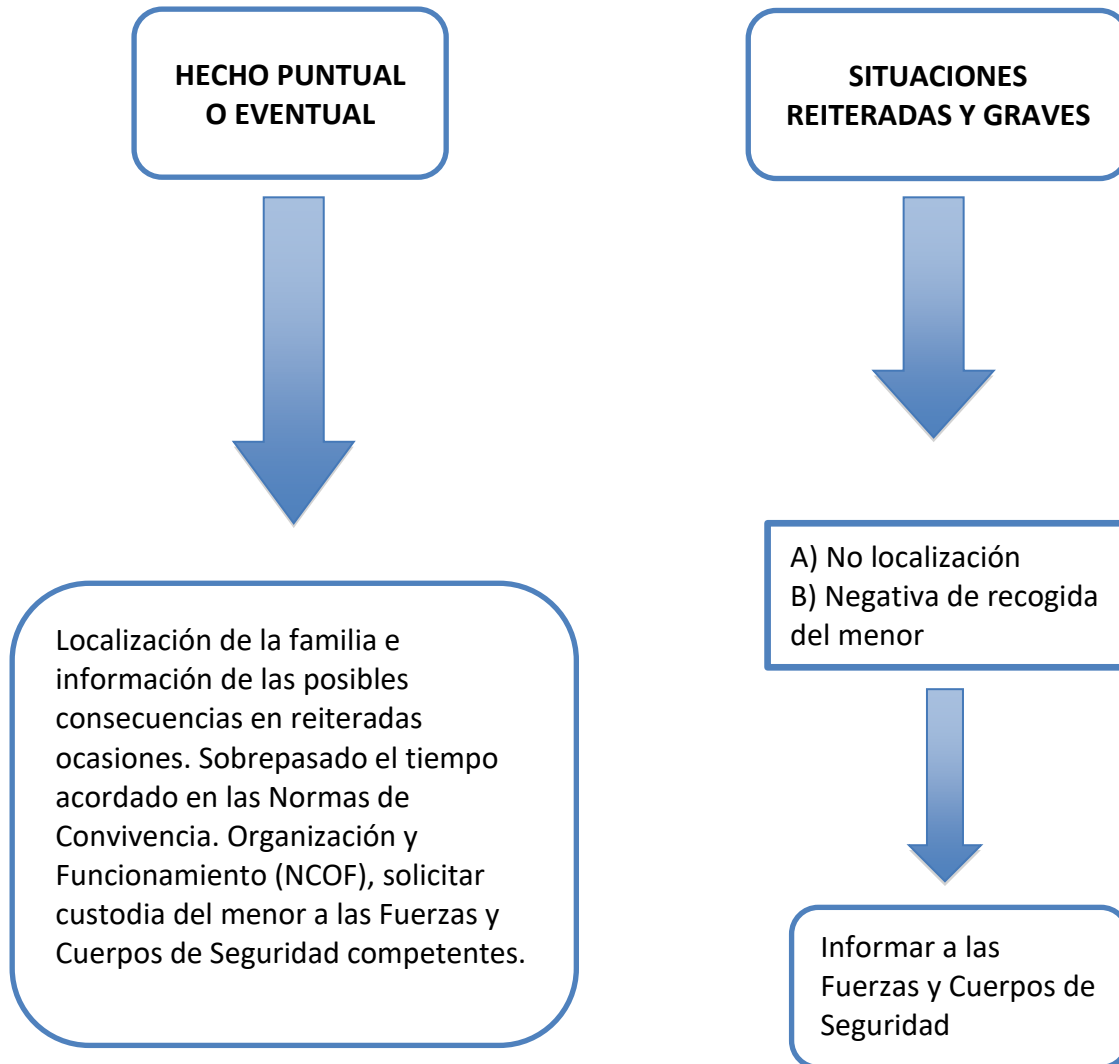 HECHO PUNTUAL
O EVENTUAL
Localización de la familia e
información de las posibles
consecuencias en reiteradas
ocasiones. Sobrepasado el tiempo
acordado en las Normas de
Convivencia. Organización y
Funcionamiento (NCOF), solicitar
custodia del menor a las Fuerzas y
Cuerpos de Seguridad competentes.
SITUACIONES
REITERADAS Y GRAVES
A) No localización
B) Negativa de recogida
del menor
Informar a las
Fuerzas y Cuerpos de
Seguridad